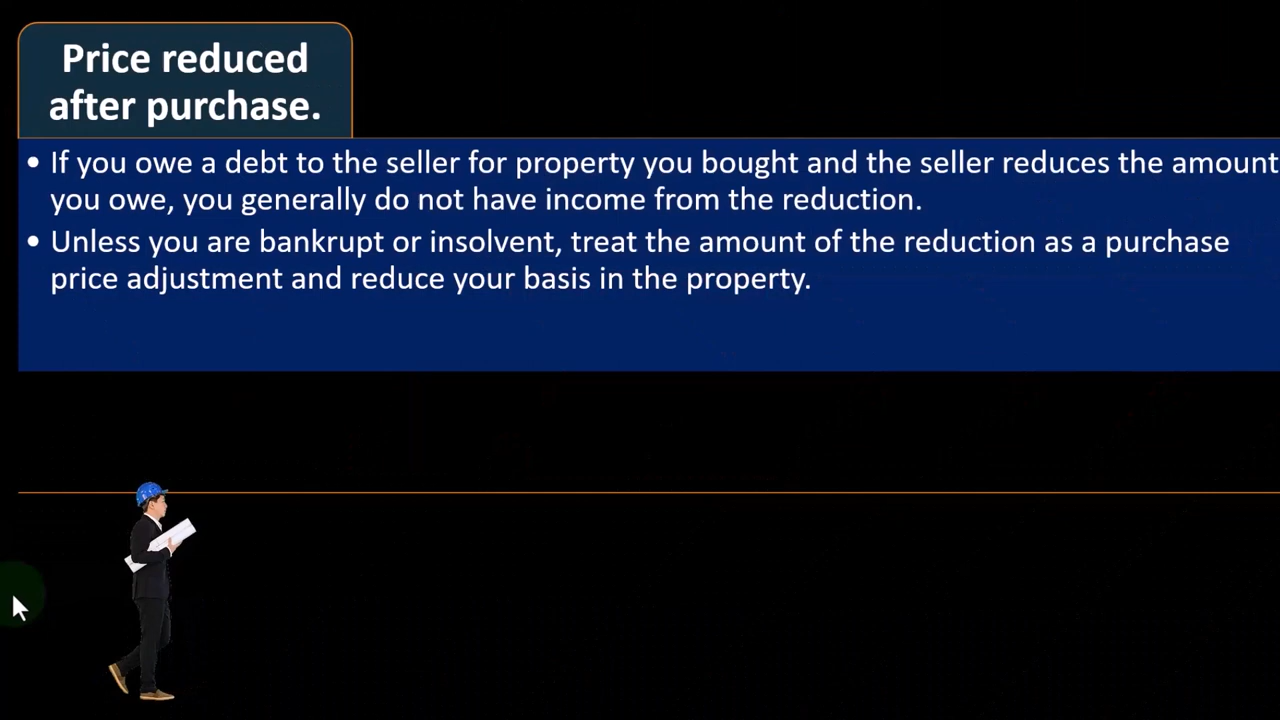 Price reduced
after purchase.
• If you owe a debt to the seller for property you bought and the seller reduces the amount
you owe, you generally do not have income from the reduction.
• Unless you are bankrupt or insolvent, treat the amount of the reduction as a purchase
price adjustment and reduce your basis in the property.